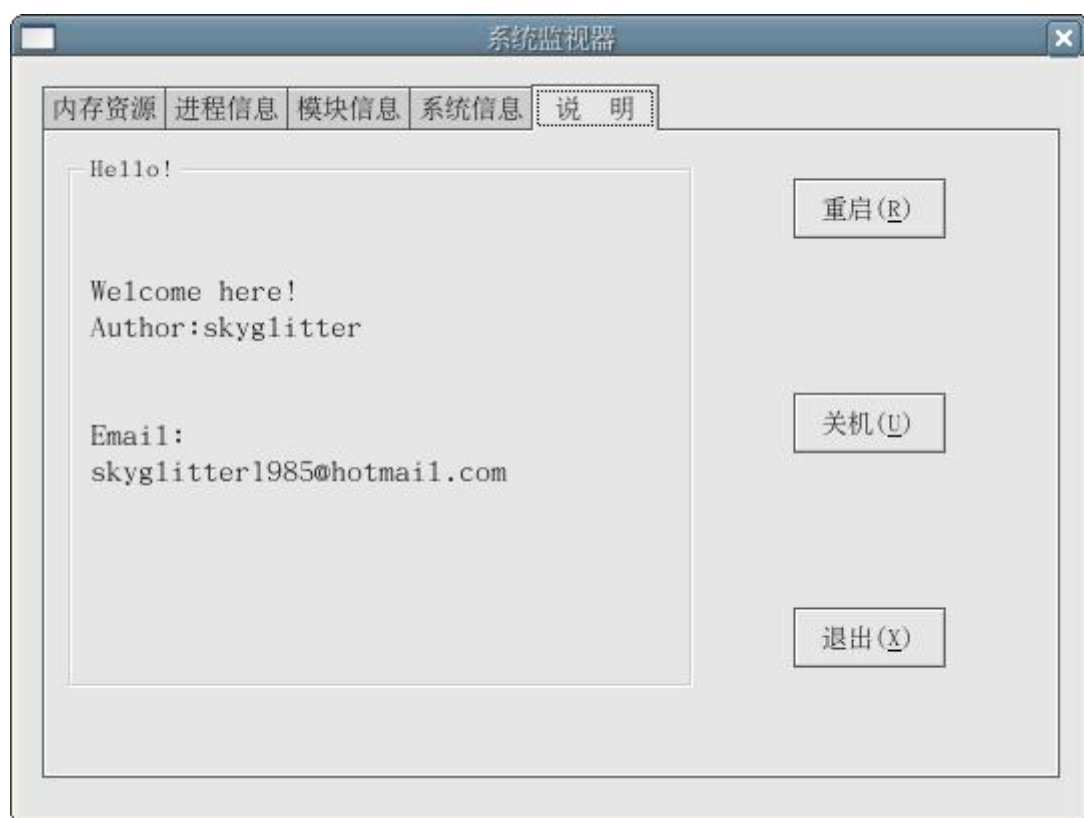 系统监视器
内存资源 进程信息 模块信息 系统信息 说 明
Hello!
重启(R)
Welcome here!
Author:skyglitter
关机(U)
Email:
skyglitter1985@hotmail.com
退出(X)